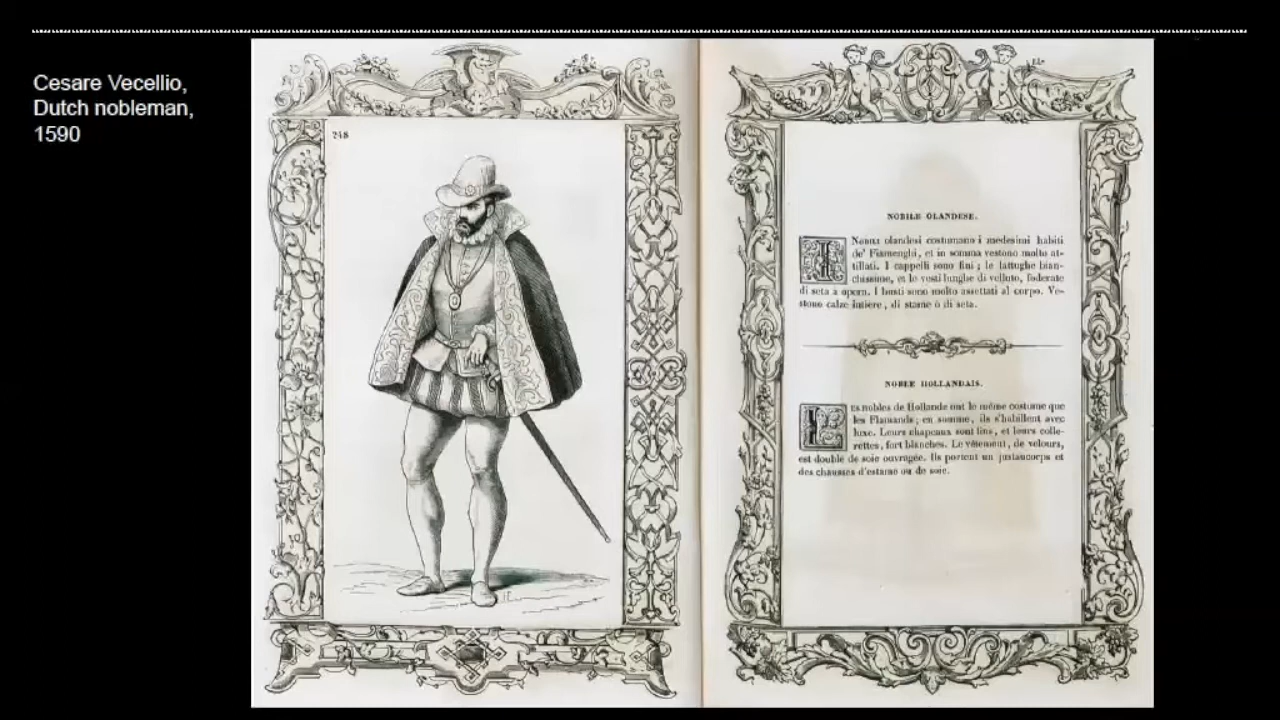 Cesare Vecellio,
Dutch nobleman,
1590
248
NOBILE OLANDESE.
I NOBILI olandesi costumano i medesimi habiti
de' Fiamenghi, et in somma vestono molto at-
tillati. I cappelli sono fini; le lattughe bian-
chissime, et le vesti lunghe di velluto, foderate
di seta a opera. I busti sono molto assettati al corpo. Ve-
stono calze intiere, di stame ò di seta.
NOBLE HOLLANDAIS.
LES nobles de Hollande ont le même costume que
les Flamands; en somme, ils s'habillent avec
luxe. Leurs chapeaux sont fins, et leurs colle-
rettes, fort blanches. Le vêtement, de velours,
est doublé de soie ouvragée. Ils portent un justaucorps et
des chausses d'estame ou de soie.